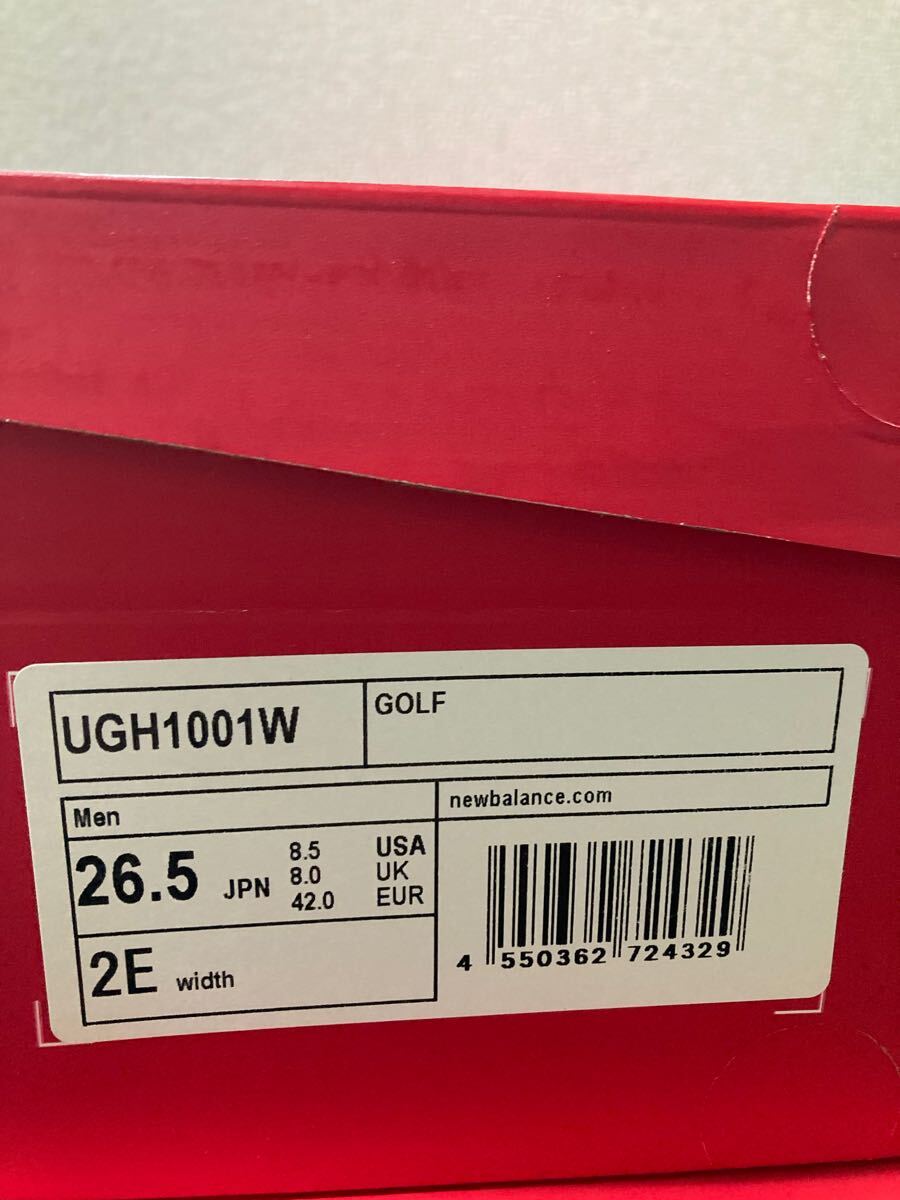 UGH1001W
GOLF
Men
newbalance.com
26.5 JPN
8.5 USA
8.0 UK
42.0 EUR
2E width
4 550362 724329